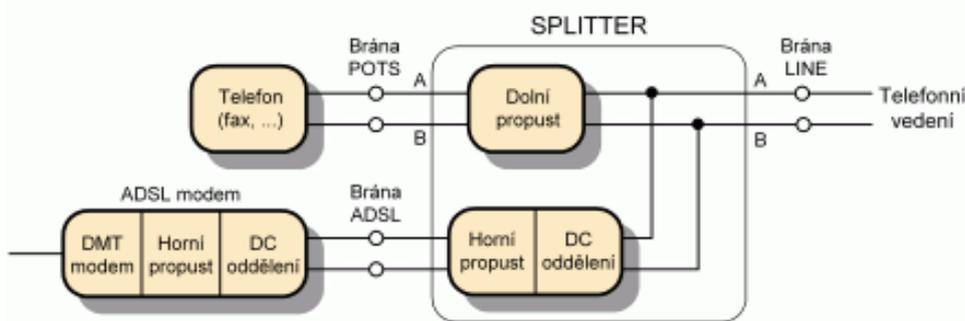 SPLITTER
Brána
POTS
Brána
LINE
A
A
Telefon
(fax, ...)
Dolní
propust
Telefonní
vedení
B
B
ADSL modem
Brána
ADSL
DMT
modem
Horní
propust
DC
oddělení
Horní
propust
DC
oddělení